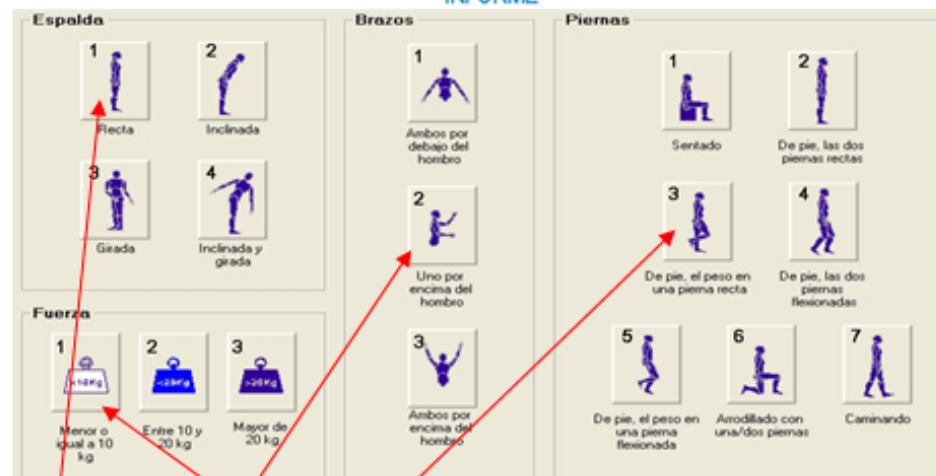 INFORME
Espalda
1
2
Recta
Inclinada
3
4
Girada
Inclinada y
girada
Fuerza
1
2
3
<10Kg
<20Kg
>20Kg
Menor o
igual a 10
kg
Entre 10 y
20 kg
Mayor de
20 kg
Brazos
1
Ambos por
debajo del
hombro
2
Uno por
encima del
hombro
3
Ambos por
encima del
hombro
Piernas
1
2
Sentado
De pie, las dos
piernas rectas
3
4
De pie, el peso en
una pierna recta
De pie, las dos
piernas
flexionadas
5
6
7
De pie, el peso en
una pierna
flexionada
Arrodillado con
una/dos piernas
Caminando